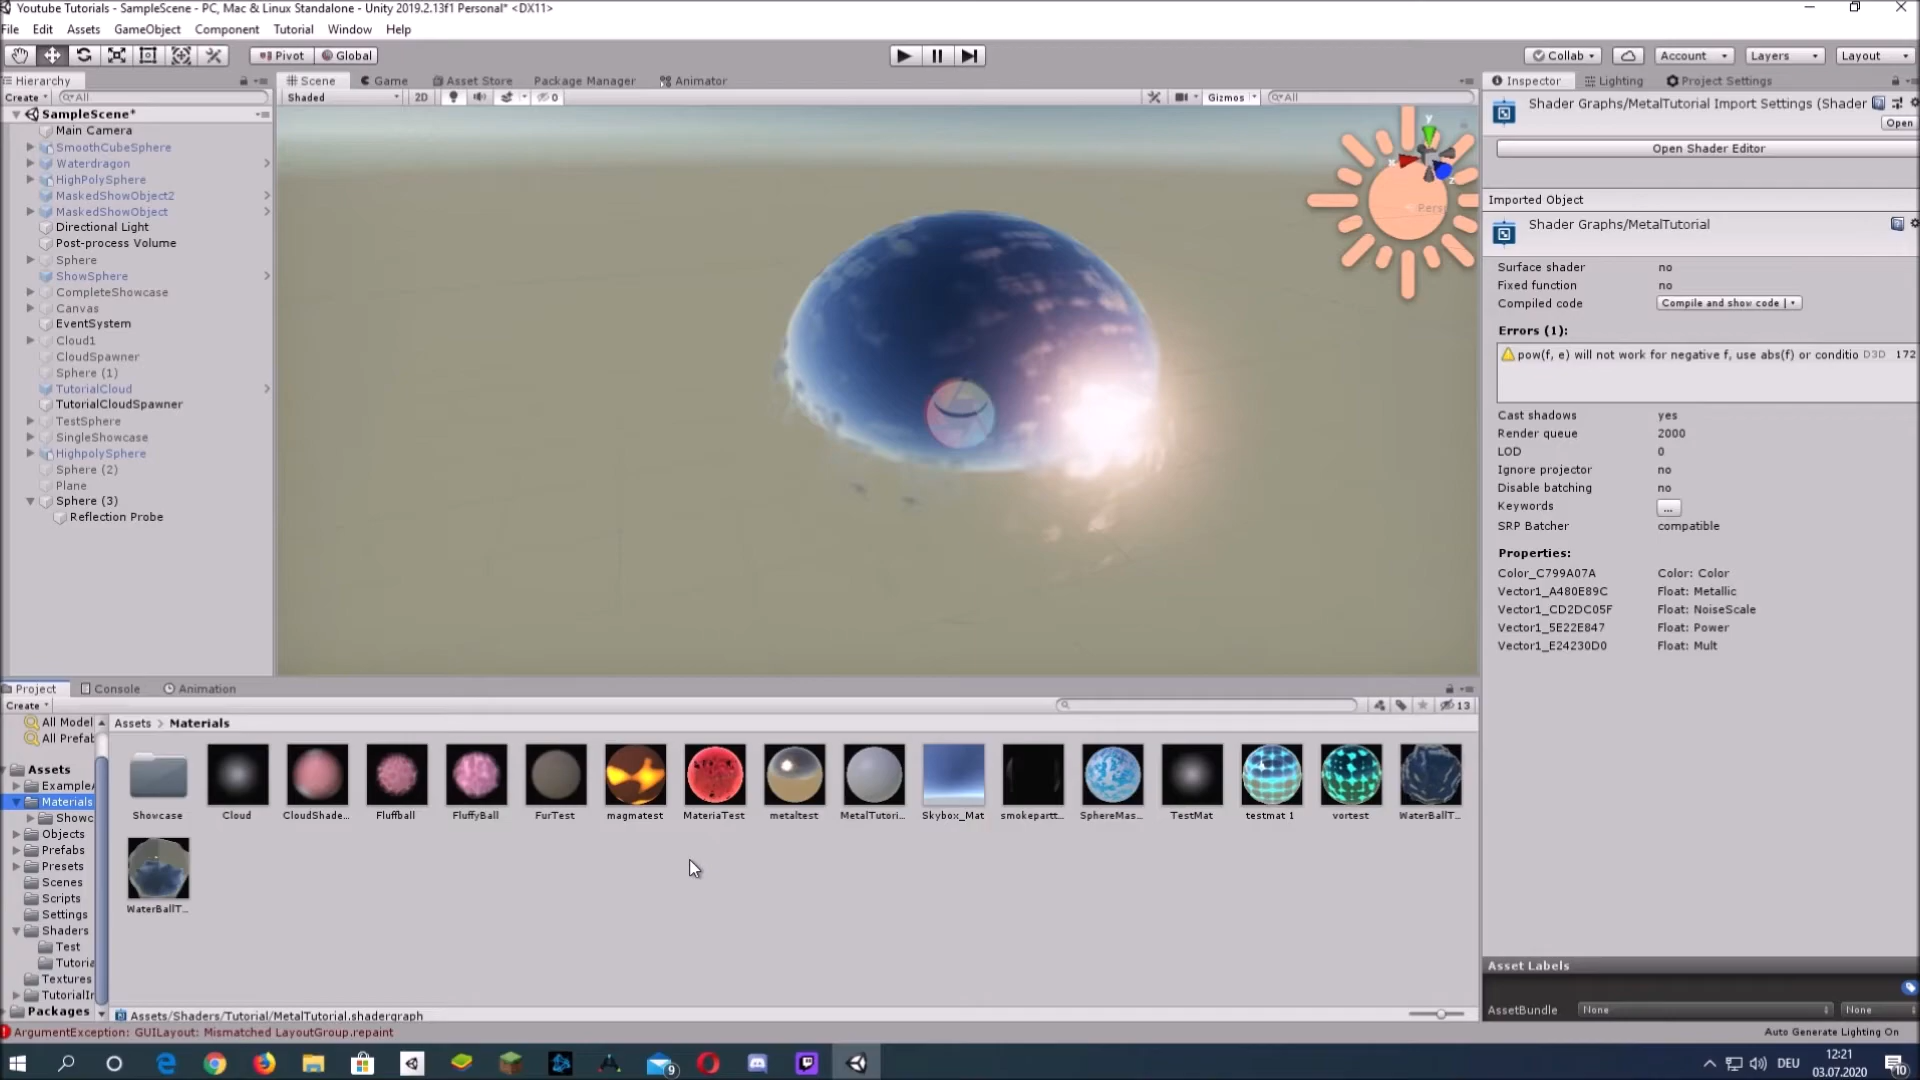 Youtube Tutorials - SampleScene - PC, Mac & Linux Standalone - Unity 2019.2.13f1 Personal* <DX11>
File Edit Assets GameObject Component Tutorial Window Help
Pivot Global Collab Account Layers Layout
Hierarchy
Create All
SampleScene*
Main Camera
SmoothCubeSphere
Waterdragon
HighPolySphere
MaskedShowObject2
MaskedShowObject
Directional Light
Post-process Volume
Sphere
ShowSphere
CompleteShowcase
Canvas
EventSystem
Cloud1
CloudSpawner
Sphere (1)
TutorialCloud
TutorialCloudSpawner
TestSphere
SingleShowcase
HighpolySphere
Sphere (2)
Plane
Sphere (3)
Reflection Probe
Scene Game Asset Store Package Manager Animator
Shaded 2D 0 Gizmos All
y
x
z
Pers
Inspector Lighting Project Settings
Shader Graphs/MetalTutorial Import Settings (Shader
Open
Open Shader Editor
Imported Object
Shader Graphs/MetalTutorial
Surface shader no
Fixed function no
Compiled code Compile and show code
Errors (1):
pow(f, e) will not work for negative f, use abs(f) or conditio D3D 172
Cast shadows yes
Render queue 2000
LOD 0
Ignore projector no
Disable batching no
Keywords ...
SRP Batcher compatible
Properties:
Color_C799A07A Color: Color
Vector1_A480E89C Float: Metallic
Vector1_CD2DC05F Float: NoiseScale
Vector1_5E22E847 Float: Power
Vector1_E24230D0 Float: Mult
Asset Labels
AssetBundle None None
Auto Generate Lighting On
Project Console Animation
Create 13
All Model
All Prefab
Assets
Example
Materials
Showc
Objects
Prefabs
Presets
Scenes
Scripts
Settings
Shaders
Test
Tutoria
Textures
TutorialIn
Packages
Assets > Materials
Showcase Cloud CloudShade... Fluffball FluffyBall FurTest magmatest MateriaTest metaltest MetalTutori... Skybox_Mat smokepartt... SphereMas... TestMat testmat 1 vortest WaterBallT...
WaterBallT...
Assets/Shaders/Tutorial/MetalTutorial.shadergraph
ArgumentException: GUILayout: Mismatched LayoutGroup.repaint
9
DEU
12:21
03.07.2020
10